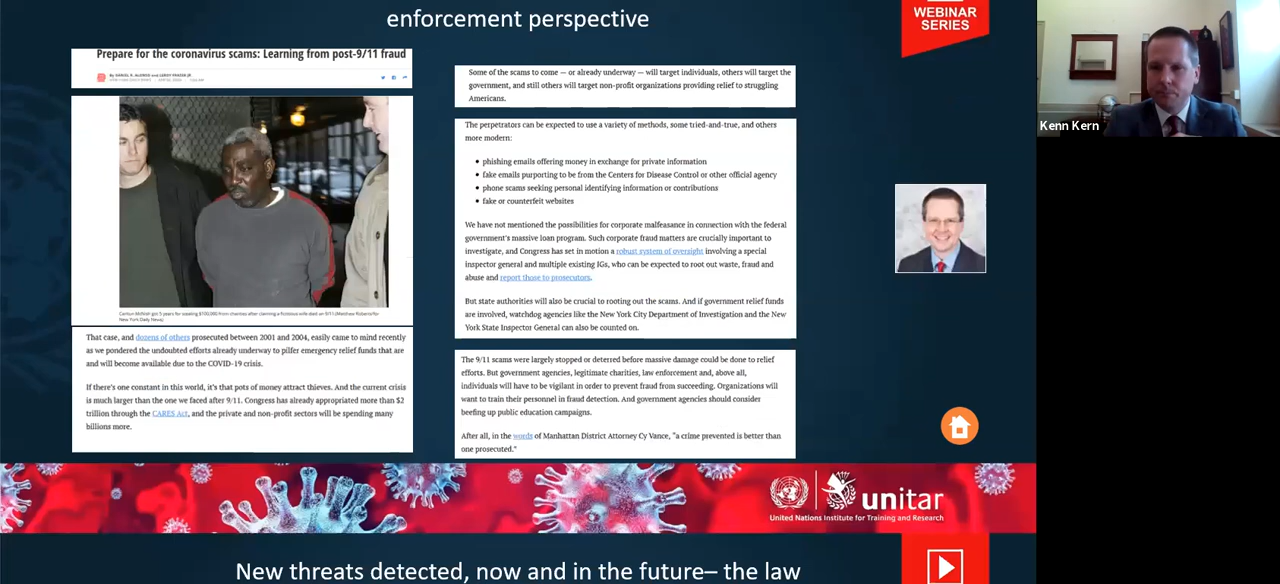 enforcement perspective
WEBINAR
SERIES
Kenn Kern
Prepare for the coronavirus scams: Learning from post-9/11 fraud
By DANIEL R. ALONSO and LEROY FRAZER JR.
That case, and dozens of others prosecuted between 2001 and 2004, easily came to mind recently
as we pondered the undoubted efforts already underway to pilfer emergency relief funds that are
and will become available due to the COVID-19 crisis.
If there's one constant in this world, it's that pots of money attract thieves. And the current crisis
is much larger than the one we faced after 9/11. Congress has already appropriated more than $2
trillion through the CARES Act, and the private and non-profit sectors will be spending many
billions more.
Some of the scams to come — or already underway — will target individuals, others will target the
government, and still others will target non-profit organizations providing relief to struggling
Americans.
The perpetrators can be expected to use a variety of methods, some tried-and-true, and others
more modern:
• phishing emails offering money in exchange for private information
• fake emails purporting to be from the Centers for Disease Control or other official agency
• phone scams seeking personal identifying information or contributions
• fake or counterfeit websites
We have not mentioned the possibilities for corporate malfeasance in connection with the federal
government's massive loan program. Such corporate fraud matters are crucially important to
investigate, and Congress has set in motion a robust system of oversight involving a special
inspector general and multiple existing IGs, who can be expected to root out waste, fraud and
abuse and report those to prosecutors.
But state authorities will also be crucial to rooting out the scams. And if government relief funds
are involved, watchdog agencies like the New York City Department of Investigation and the New
York State Inspector General can also be counted on.
The 9/11 scams were largely stopped or deterred before massive damage could be done to relief
efforts. But government agencies, legitimate charities, law enforcement and, above all,
individuals will have to be vigilant in order to prevent fraud from succeeding. Organizations will
want to train their personnel in fraud detection. And government agencies should consider
beefing up public education campaigns.
After all, in the words of Manhattan District Attorney Cy Vance, "a crime prevented is better than
one prosecuted."
unitar
United Nations Institute for Training and Research
New threats detected, now and in the future– the law